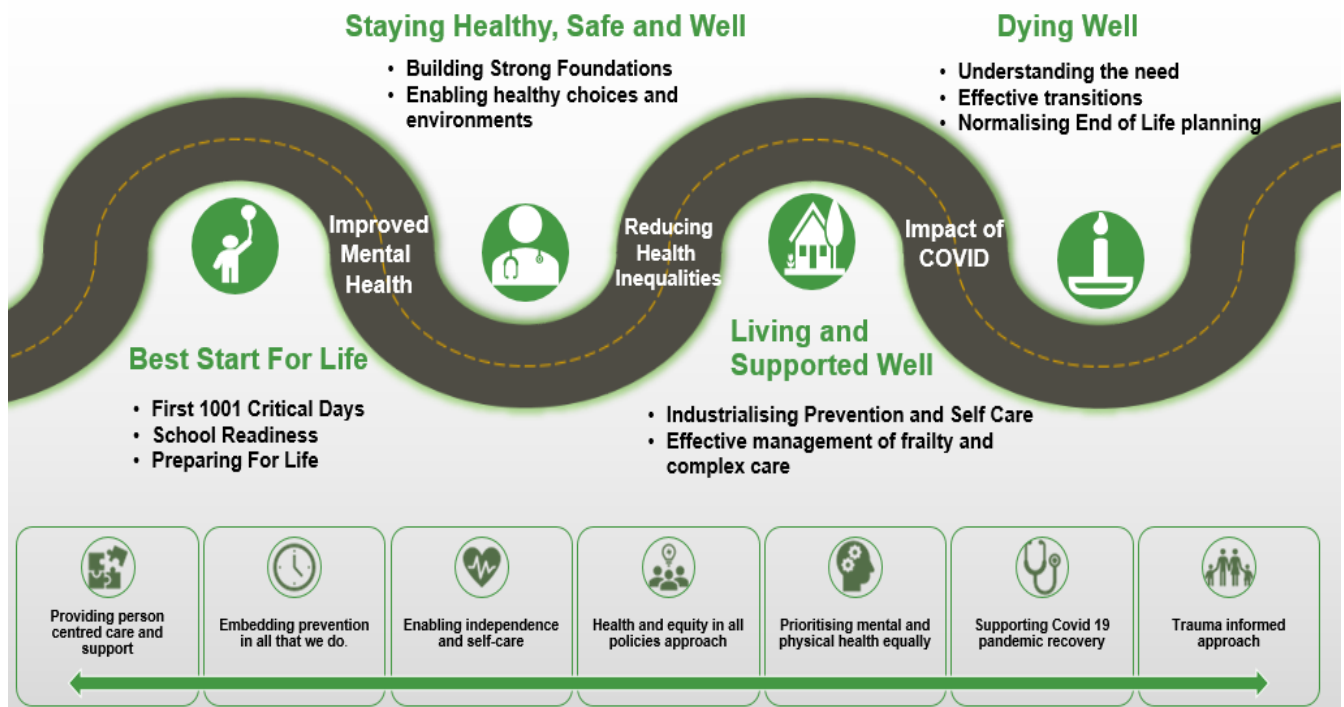 Staying Healthy, Safe and Well
• Building Strong Foundations
• Enabling healthy choices and
environments
Dying Well
• Understanding the need
• Effective transitions
• Normalising End of Life planning
Improved
Mental
Health
Reducing
Health
Inequalities
Impact of
COVID
Best Start For Life
• First 1001 Critical Days
• School Readiness
• Preparing For Life
Living and
Supported Well
• Industrialising Prevention and Self Care
• Effective management of frailty and
complex care
Providing person
centred care and
support
Embedding prevention
in all that we do.
Enabling independence
and self-care
Health and equity in all
policies approach
Prioritising mental and
physical health equally
Supporting Covid 19
pandemic recovery
Trauma informed
approach